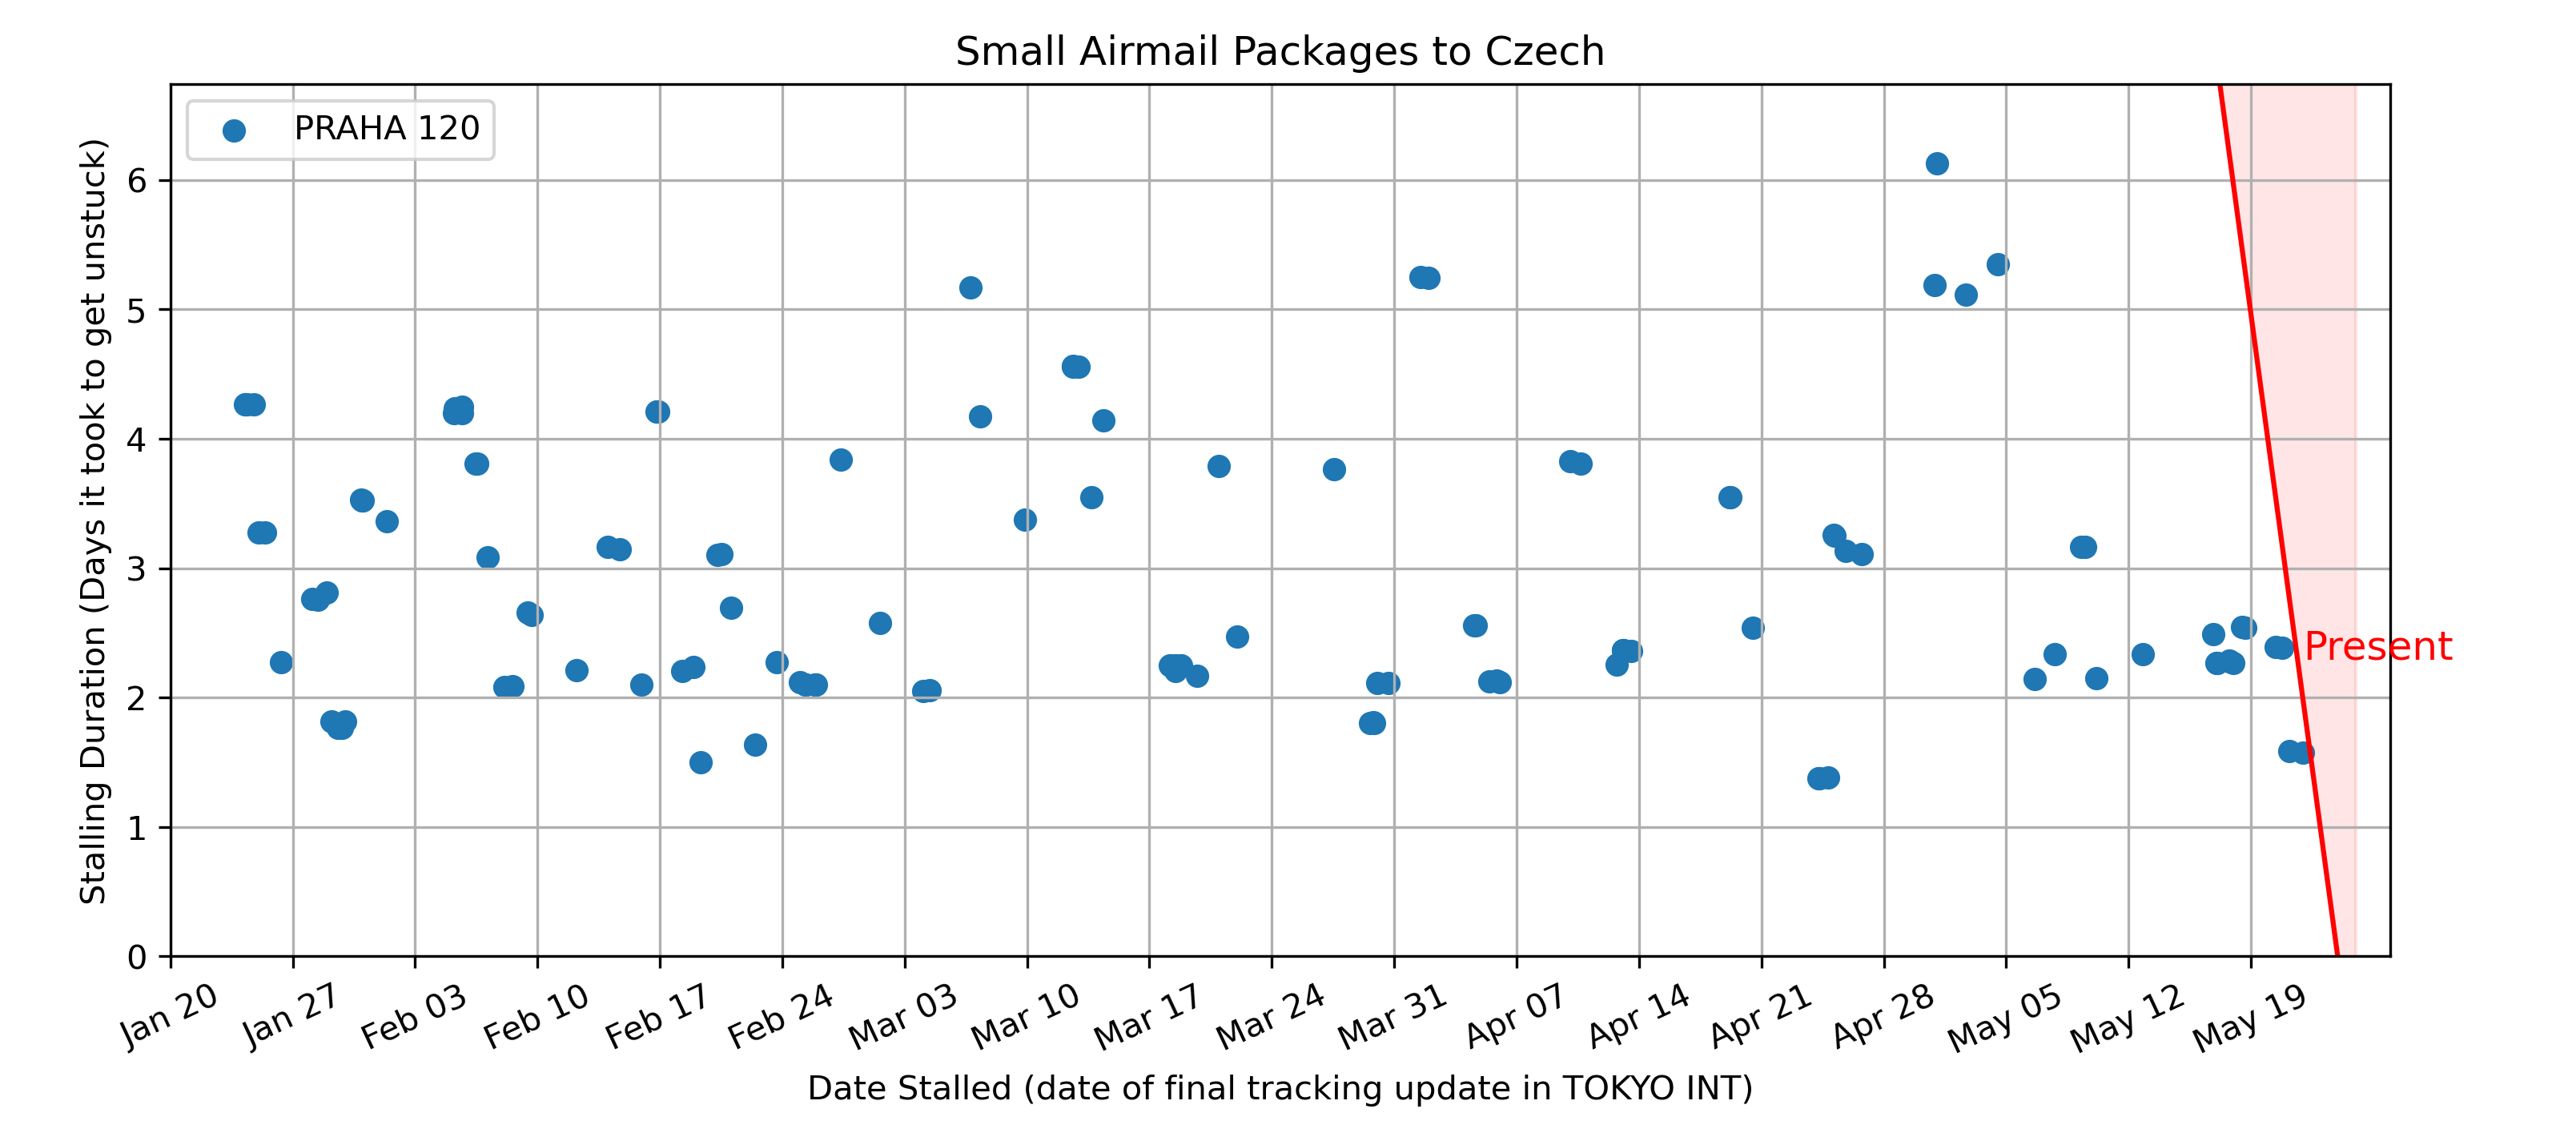 Small Airmail Packages to Czech
PRAHA 120
Stalling Duration (Days it took to get unstuck)
6
5
4
3
2
1
0
Present
Jan 20
Jan 27
Feb 03
Feb 10
Feb 17
Feb 24
Mar 03
Mar 10
Mar 17
Mar 24
Mar 31
Apr 07
Apr 14
Apr 21
Apr 28
May 05
May 12
May 19
Date Stalled (date of final tracking update in TOKYO INT)